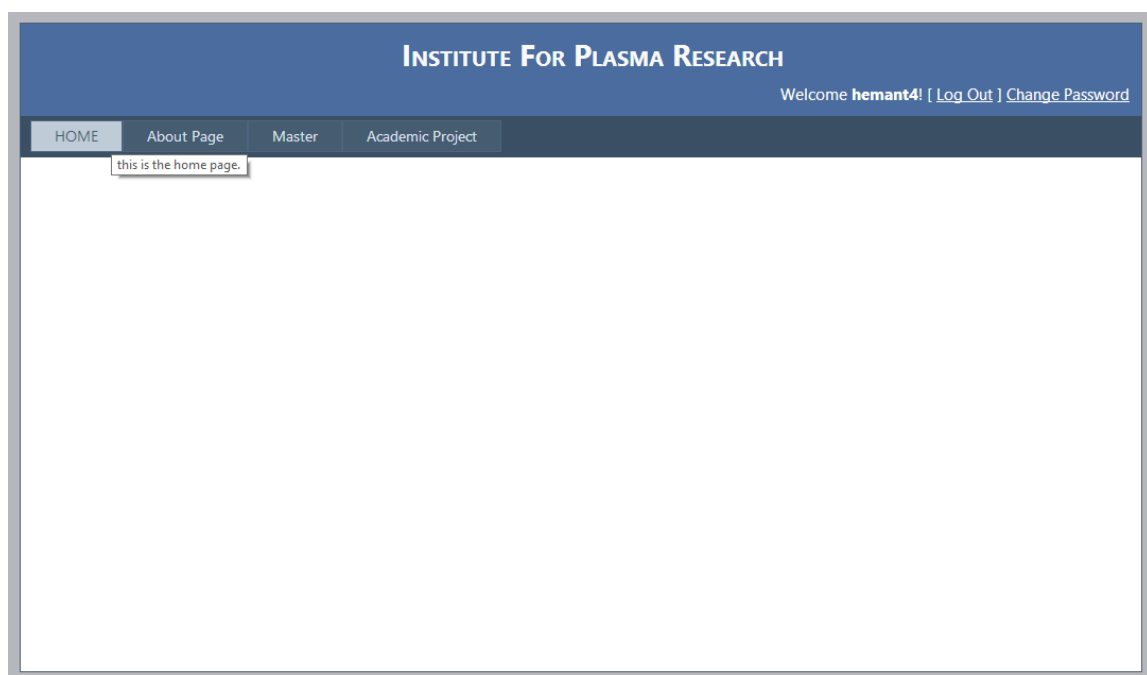 Institute For Plasma Research
Welcome hemant4! [ Log Out ] Change Password
HOME About Page Master Academic Project
this is the home page.